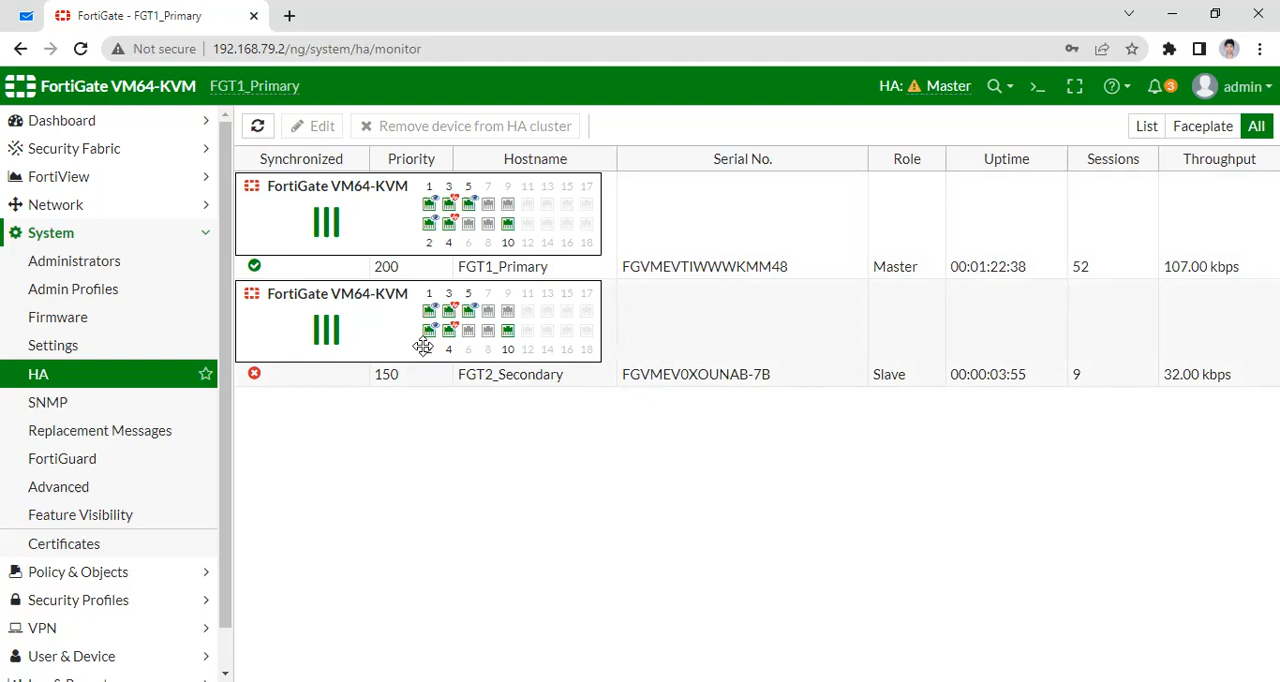 FortiGate - FGT1_Primary
Not secure 192.168.79.2/ng/system/ha/monitor
FortiGate VM64-KVM FGT1_Primary HA: Master 3 admin
Dashboard
Security Fabric
FortiView
Network
System
Administrators
Admin Profiles
Firmware
Settings
HA
SNMP
Replacement Messages
FortiGuard
Advanced
Feature Visibility
Certificates
Policy & Objects
Security Profiles
VPN
User & Device
Edit Remove device from HA cluster List Faceplate All
Synchronized Priority Hostname Serial No. Role Uptime Sessions Throughput
FortiGate VM64-KVM 1 3 5 7 9 11 13 15 17
2 4 6 8 10 12 14 16 18
200 FGT1_Primary FGVMEVTIWWWKMM48 Master 00:01:22:38 52 107.00 kbps
FortiGate VM64-KVM 1 3 5 7 9 11 13 15 17
4 6 8 10 12 14 16 18
150 FGT2_Secondary FGVMEV0XOUNAB-7B Slave 00:00:03:55 9 32.00 kbps